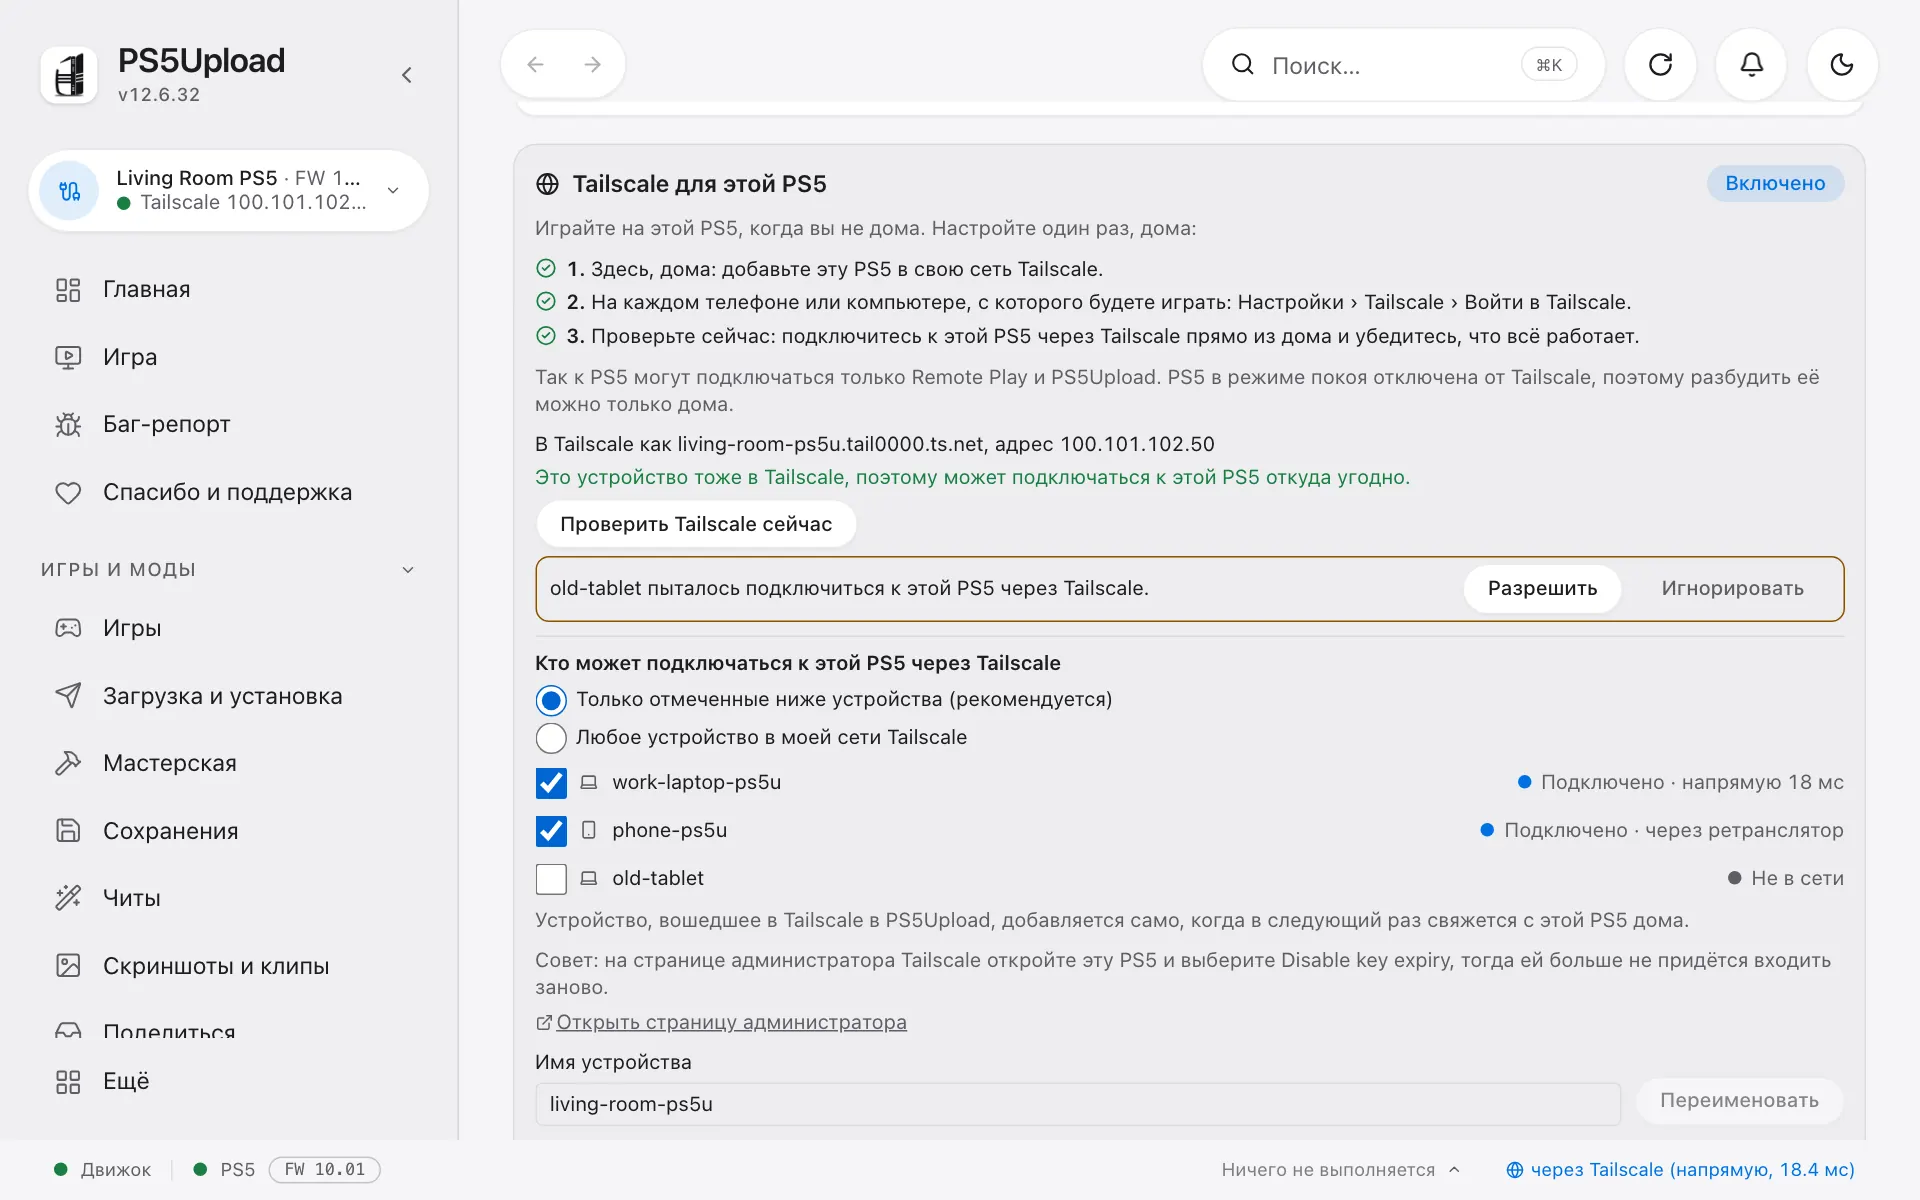 PS5Upload
v12.6.32
Living Room PS5 · FW 1...
Tailscale 100.101.102...
Главная
Игра
Баг-репорт
Спасибо и поддержка
ИГРЫ И МОДЫ
Игры
Загрузка и установка
Мастерская
Сохранения
Читы
Скриншоты и клипы
Поделиться
Ещё
Поиск...
⌘K
Tailscale для этой PS5
Включено
Играйте на этой PS5, когда вы не дома. Настройте один раз, дома:
1. Здесь, дома: добавьте эту PS5 в свою сеть Tailscale.
2. На каждом телефоне или компьютере, с которого будете играть: Настройки › Tailscale › Войти в Tailscale.
3. Проверьте сейчас: подключитесь к этой PS5 через Tailscale прямо из дома и убедитесь, что всё работает.
Так к PS5 могут подключаться только Remote Play и PS5Upload. PS5 в режиме покоя отключена от Tailscale, поэтому разбудить её
можно только дома.
В Tailscale как living-room-ps5u.tail0000.ts.net, адрес 100.101.102.50
Это устройство тоже в Tailscale, поэтому может подключаться к этой PS5 откуда угодно.
Проверить Tailscale сейчас
old-tablet пыталось подключиться к этой PS5 через Tailscale.
Разрешить
Игнорировать
Кто может подключаться к этой PS5 через Tailscale
Только отмеченные ниже устройства (рекомендуется)
Любое устройство в моей сети Tailscale
work-laptop-ps5u
Подключено · напрямую 18 мс
phone-ps5u
Подключено · через ретранслятор
old-tablet
Не в сети
Устройство, вошедшее в Tailscale в PS5Upload, добавляется само, когда в следующий раз свяжется с этой PS5 дома.
Совет: на странице администратора Tailscale откройте эту PS5 и выберите Disable key expiry, тогда ей больше не придётся входить
заново.
Открыть страницу администратора
Имя устройства
living-room-ps5u
Переименовать
Движок
PS5
FW 10.01
Ничего не выполняется
через Tailscale (напрямую, 18.4 мс)